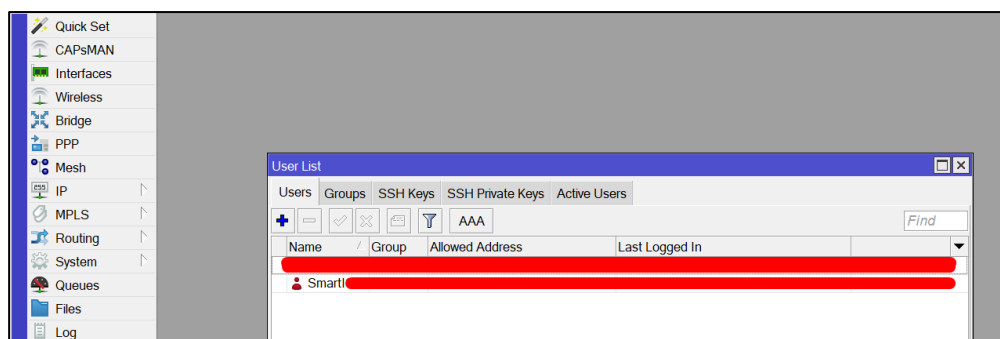 Quick Set
CAPsMAN
Interfaces
Wireless
Bridge
PPP
Mesh
IP
MPLS
Routing
System
Queues
Files
Log
User List
Users Groups SSH Keys SSH Private Keys Active Users
AAA Find
Name Group Allowed Address Last Logged In